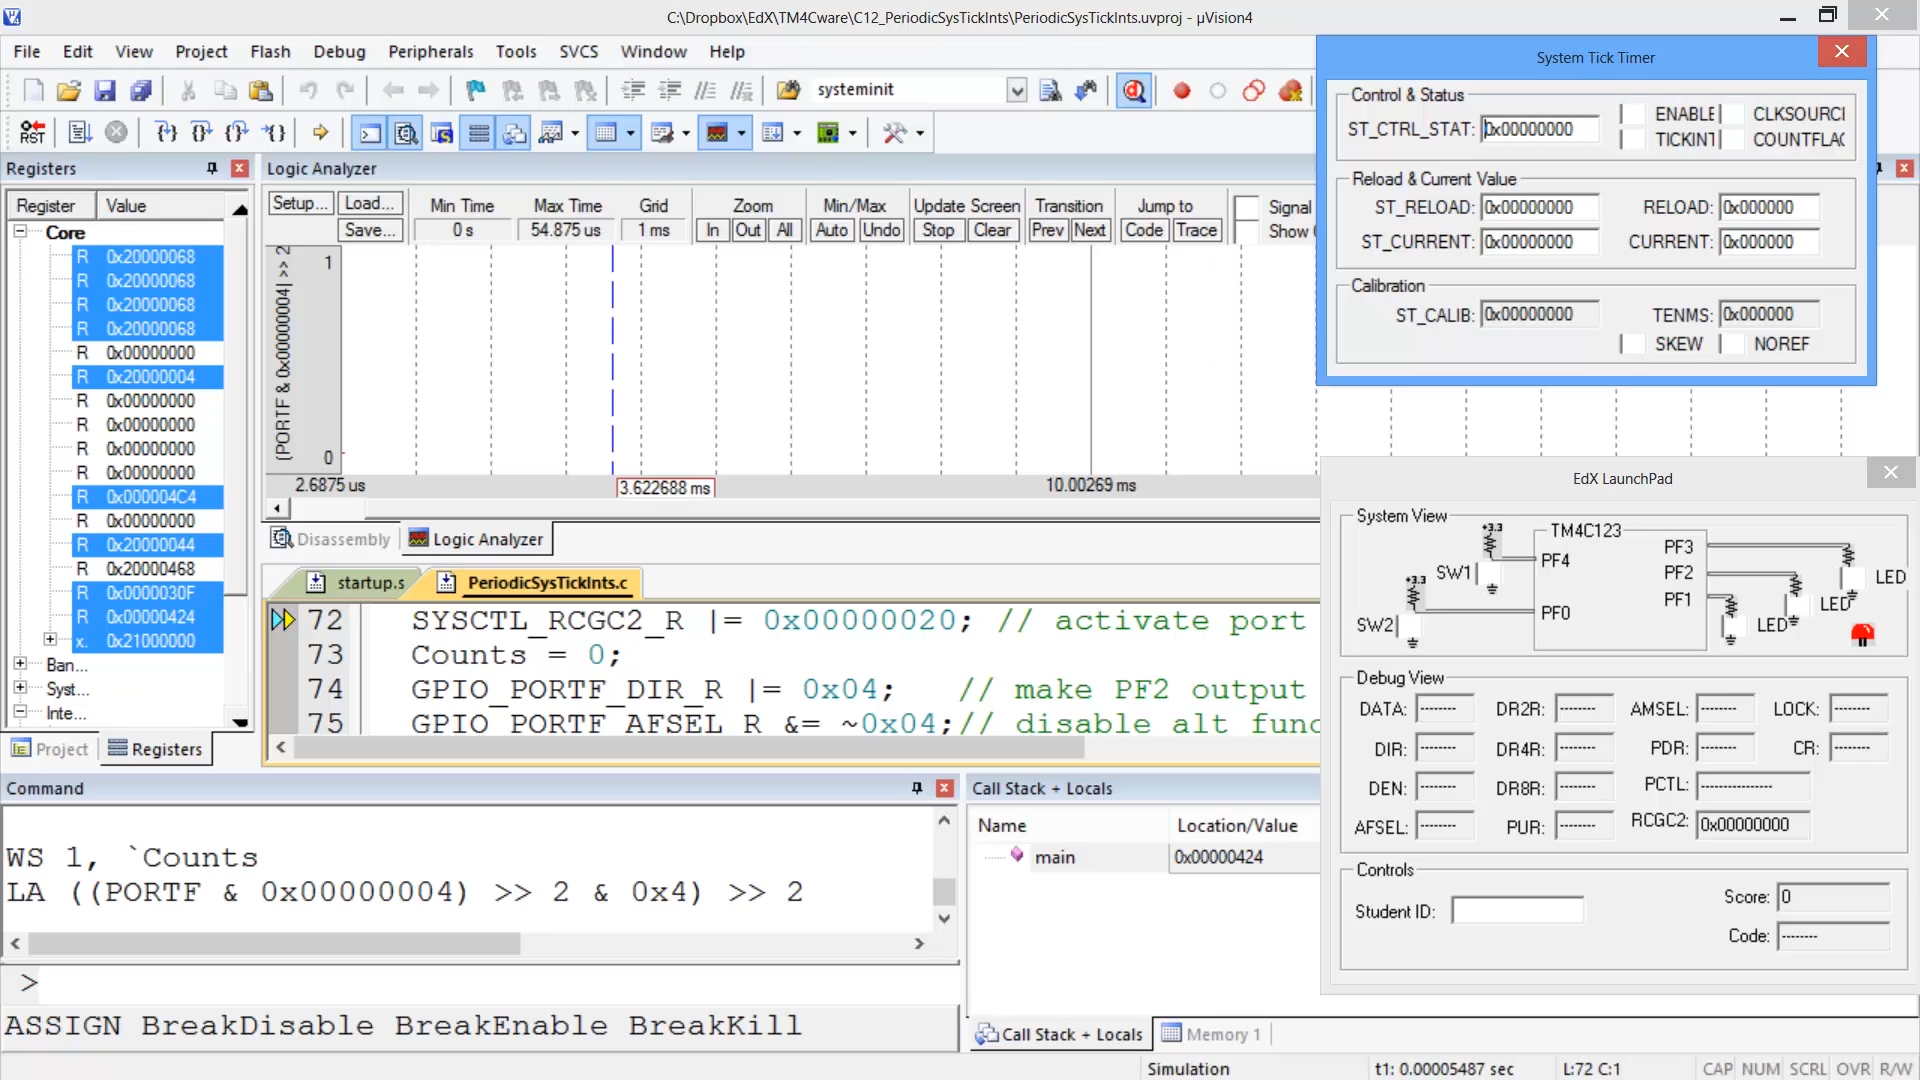 C:\Dropbox\EdX\TM4Cware\C12_PeriodicSysTickInts\PeriodicSysTickInts.uvproj - µVision4
File Edit View Project Flash Debug Peripherals Tools SVCS Window Help
systeminit
RST
Registers
Register Value
Core
R 0x20000068
R 0x20000068
R 0x20000068
R 0x20000068
R 0x00000000
R 0x20000004
R 0x00000000
R 0x00000000
R 0x00000000
R 0x00000000
R 0x000004C4
R 0x00000000
R 0x20000044
R 0x20000468
R 0x0000030F
R 0x00000424
x. 0x21000000
Ban...
Syst...
Inte...
Project Registers
Logic Analyzer
Setup... Load... Min Time Max Time Grid Zoom Min/Max Update Screen Transition Jump to Signal
Save... 0 s 54.875 us 1 ms In Out All Auto Undo Stop Clear Prev Next Code Trace Show
(PORTF & 0x00000004) >> 2
1
0
2.6875 us 3.622688 ms 10.00269 ms
Disassembly Logic Analyzer
startup.s PeriodicSysTickInts.c
72 SYSCTL_RCGC2_R |= 0x00000020; // activate port
73 Counts = 0;
74 GPIO_PORTF_DIR_R |= 0x04; // make PF2 output
75 GPIO_PORTF_AFSEL_R &= ~0x04;// disable alt func
System Tick Timer
Control & Status
ST_CTRL_STAT: 0x00000000 ENABLE CLKSOURCI
TICKINT COUNTFLAG
Reload & Current Value
ST_RELOAD: 0x00000000 RELOAD: 0x000000
ST_CURRENT: 0x00000000 CURRENT: 0x000000
Calibration
ST_CALIB: 0x00000000 TENMS: 0x000000
SKEW NOREF
EdX LaunchPad
System View
+3.3 TM4C123 PF3
SW1 PF4 PF2 LED
+3.3 PF1 LED
SW2 PF0 LED
Debug View
DATA: -------- DR2R: -------- AMSEL: -------- LOCK: --------
DIR: -------- DR4R: -------- PDR: -------- CR: --------
DEN: -------- DR8R: -------- PCTL: ----------------
AFSEL: -------- PUR: -------- RCGC2: 0x00000000
Controls
Student ID: Score: 0
Code: --------
Command
WS 1, `Counts
LA ((PORTF & 0x00000004) >> 2 & 0x4) >> 2
>
ASSIGN BreakDisable BreakEnable BreakKill
Call Stack + Locals
Name Location/Value
main 0x00000424
Call Stack + Locals Memory 1
Simulation t1: 0.00005487 sec L:72 C:1 CAP NUM SCRL OVR R/W